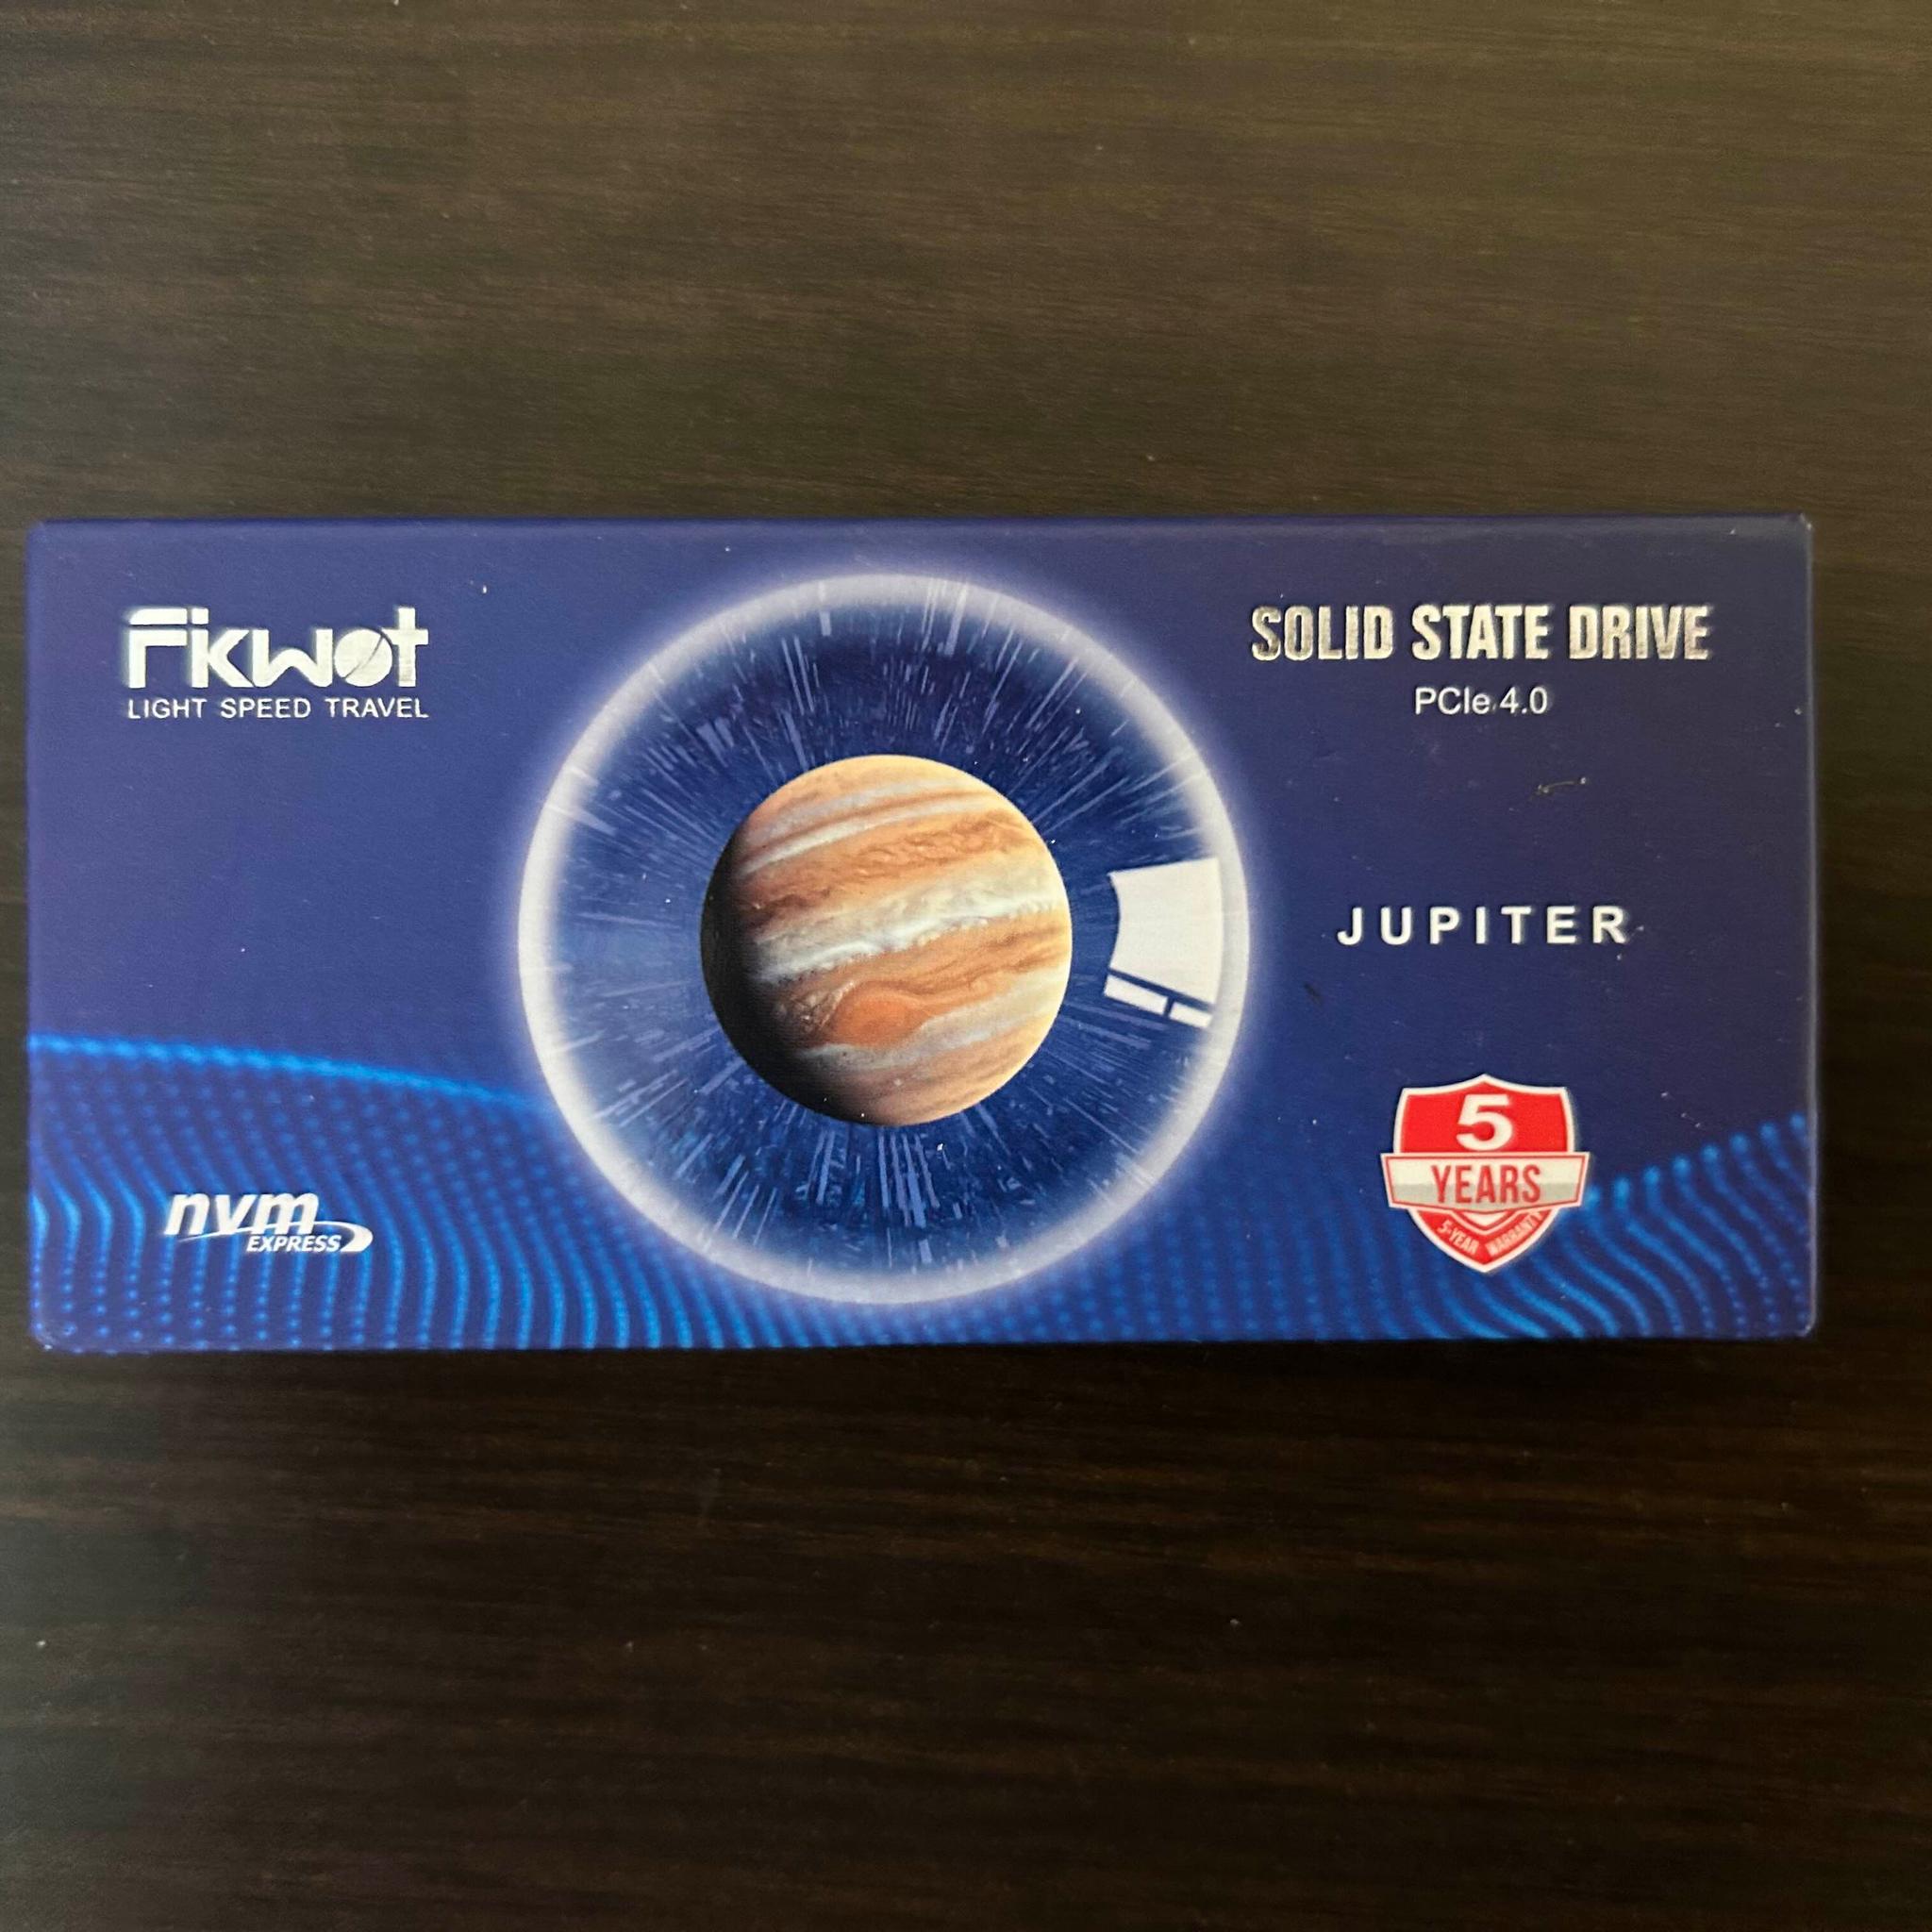 Fikwot
LIGHT SPEED TRAVEL
SOLID STATE DRIVE
PCIe 4.0
JUPITER
5
YEARS
5-YEAR WARRANTY
nvm
EXPRESS